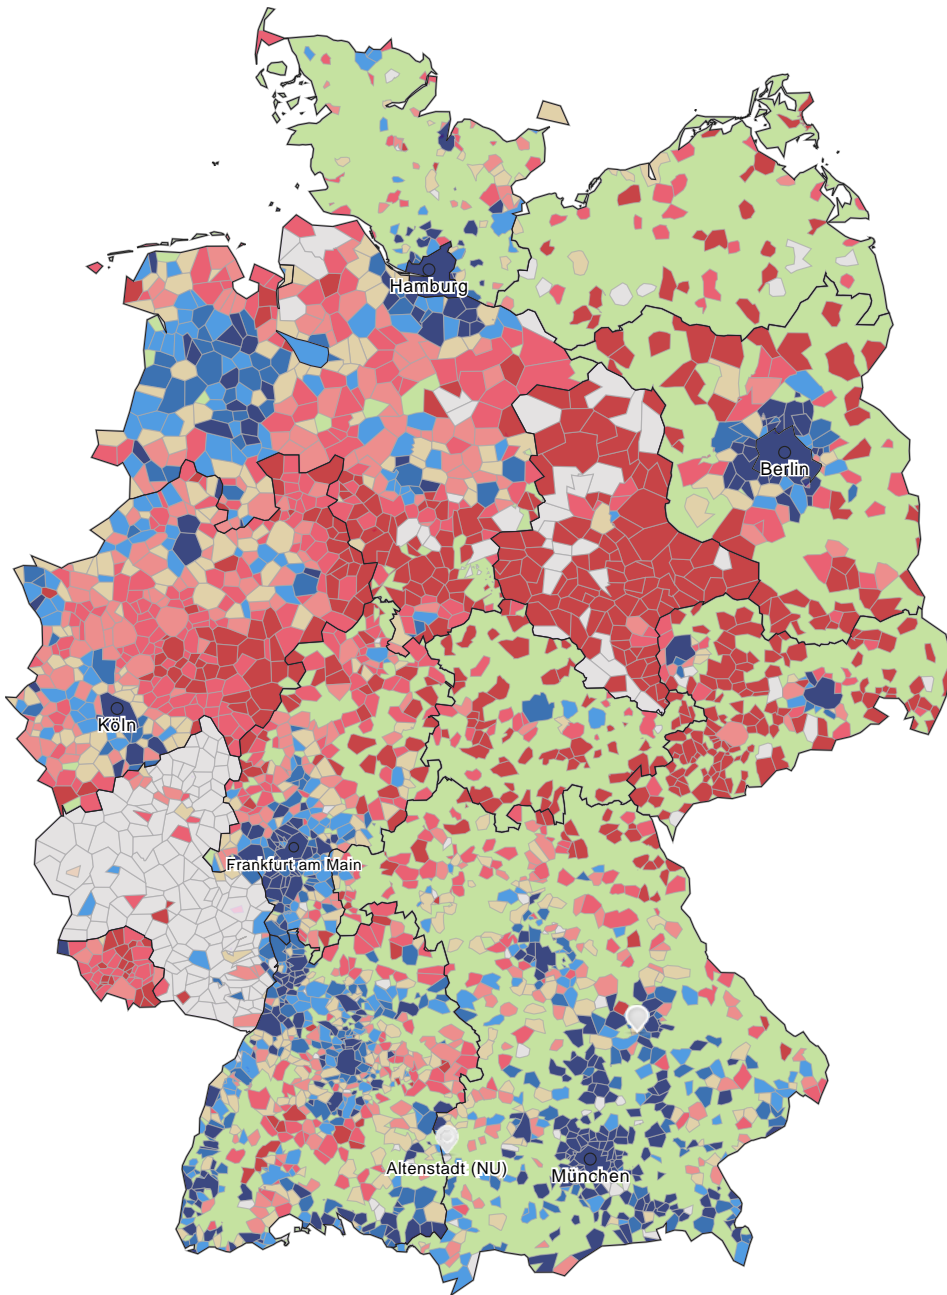 Hamburg
Berlin
Köln
Frankfurt am Main
Altenstadt (NU)
München